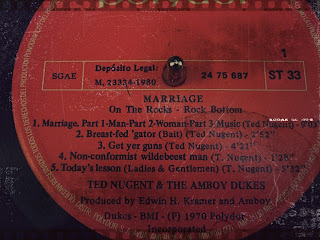 Depósito Legal:
SGAE
M. 23334-1980
1
24 75 687
ST 33
MARRIAGE
On The Rocks - Rock Bottom
1. Marriage. Part 1-Man-Part 2-Woman-Part 3-Music (Ted Nugent) - 9'03
2. Breast-fed 'gator (Bait) (Ted Nugent) - 1'52"
3. Get yer guns (Ted Nugent) - 4'21"
4. Non-conformist wildebeest man (T. Nugent) - 1'25"
5. Today's lesson (Ladies & Gentlemen) (T. Nugent) - 5'32"
TED NUGENT & THE AMBOY DUKES
Produced by Edwin H. Kramer and Amboy
Dukes - BMI - (P) 1970 Polydor
Incorporated